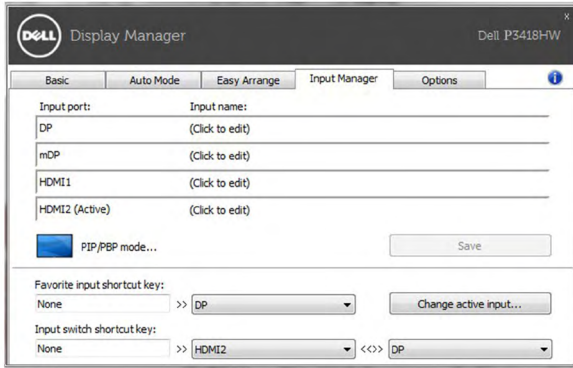 DELL Display Manager Dell P3418HW x
Basic Auto Mode Easy Arrange Input Manager Options i
Input port: Input name:
DP (Click to edit)
mDP (Click to edit)
HDMI1 (Click to edit)
HDMI2 (Active) (Click to edit)
PIP/PBP mode... Save
Favorite input shortcut key:
None >> DP Change active input...
Input switch shortcut key:
None >> HDMI2 <<>> DP